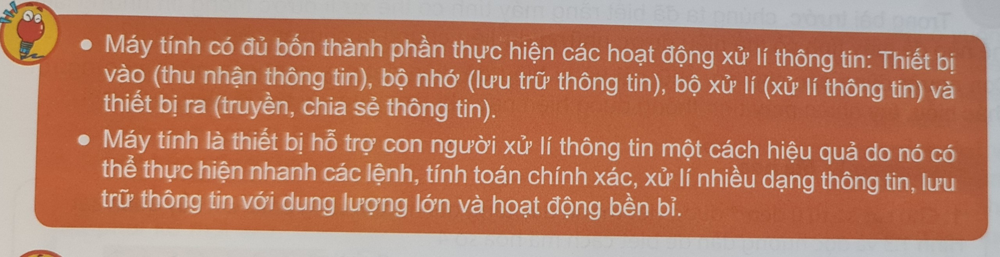 • Máy tính có đủ bốn thành phần thực hiện các hoạt động xử lí thông tin: Thiết bị
vào (thu nhận thông tin), bộ nhớ (lưu trữ thông tin), bộ xử lí (xử lí thông tin) và
thiết bị ra (truyền, chia sẻ thông tin).
• Máy tính là thiết bị hỗ trợ con người xử lí thông tin một cách hiệu quả do nó có
thể thực hiện nhanh các lệnh, tính toán chính xác, xử lí nhiều dạng thông tin, lưu
trữ thông tin với dung lượng lớn và hoạt động bền bỉ.